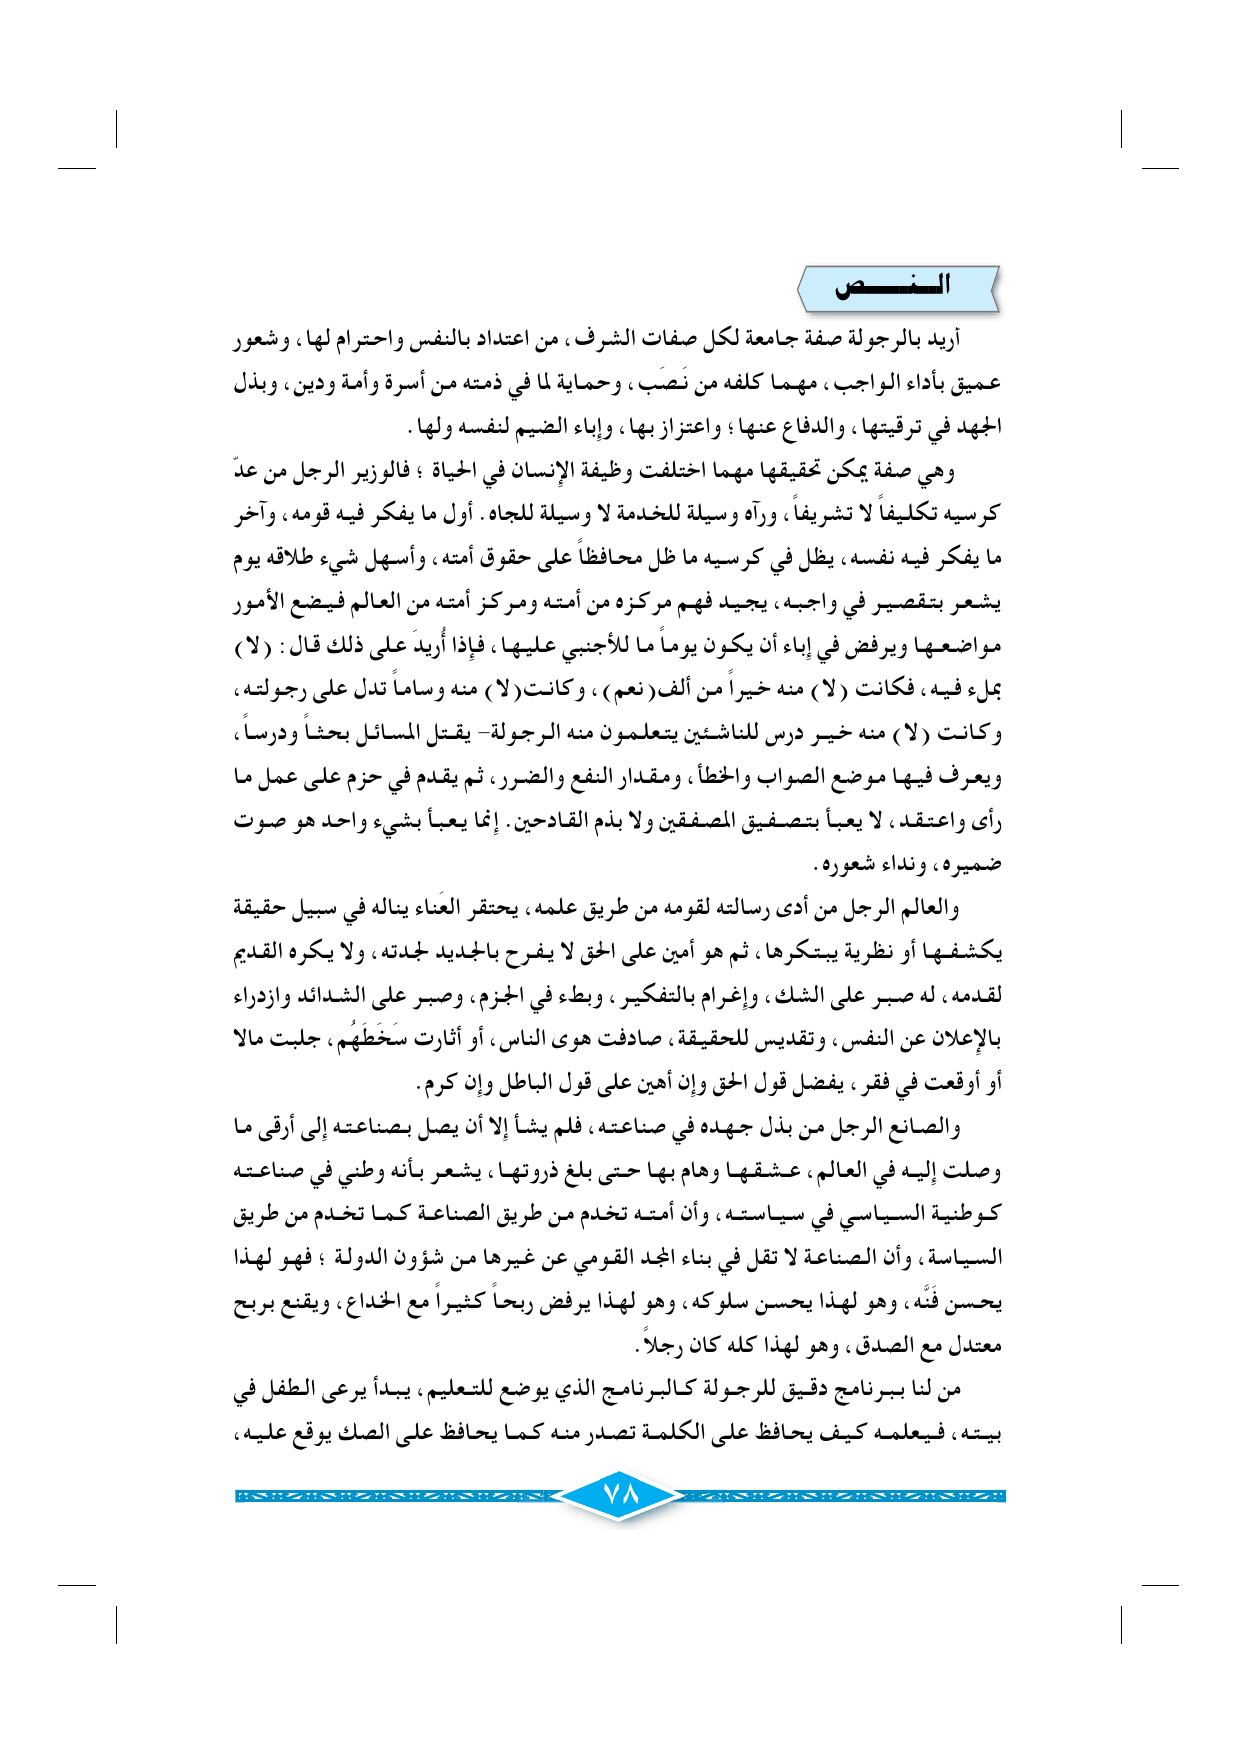 النص
أريد بالرجولة صفة جامعة لكل صفات الشرف، من اعتداد بالنفس واحترام لها، وشعور
عميق بأداء الواجب، مهما كلفه من نَصَب، وحماية لما في ذمته من أسرة وأمة ودين، وبذل
الجهد في ترقيتها، والدفاع عنها؛ واعتزاز بها، وإباء الضيم لنفسه ولها.
وهي صفة يمكن تحقيقها مهما اختلفت وظيفة الإنسان في الحياة ؛ فالوزير الرجل من عدّ
كرسيه تكليفاً لا تشريفاً، ورآه وسيلة للخدمة لا وسيلة للجاه. أول ما يفكر فيه قومه، وآخر
ما يفكر فيه نفسه، يظل في كرسيه ما ظل محافظاً على حقوق أمته، وأسهل شيء طلاقه يوم
يشعر بتقصير في واجبه، يجيد فهم مركزه من أمته ومركز أمته من العالم فيضع الأمور
مواضعها ويرفض في إباء أن يكون يوماً ما للأجنبي عليها، فإذا أُريدَ على ذلك قال: (لا)
بملء فيه، فكانت (لا) منه خيراً من ألف(نعم)، وكانت(لا) منه وساماً تدل على رجولته،
وكانت (لا) منه خير درس للناشئين يتعلمون منه الرجولة- يقتل المسائل بحثاً ودرساً،
ويعرف فيها موضع الصواب والخطأ، ومقدار النفع والضرر، ثم يقدم في حزم على عمل ما
رأى واعتقد، لا يعبأ بتصفيق المصفقين ولا بذم القادحين. إنما يعبأ بشيء واحد هو صوت
ضميره، ونداء شعوره.
والعالم الرجل من أدى رسالته لقومه من طريق علمه، يحتقر العَناء يناله في سبيل حقيقة
يكشفها أو نظرية يبتكرها، ثم هو أمين على الحق لا يفرح بالجديد لجدته، ولا يكره القديم
لقدمه، له صبر على الشك، وإغرام بالتفكير، وبطء في الجزم، وصبر على الشدائد وازدراء
بالإعلان عن النفس، وتقديس للحقيقة، صادفت هوى الناس، أو أثارت سَخَطَهُم، جلبت مالا
أو أوقعت في فقر، يفضل قول الحق وإن أهين على قول الباطل وإن كرم.
والصانع الرجل من بذل جهده في صناعته، فلم يشأ إلا أن يصل بصناعته إلى أرقى ما
وصلت إليه في العالم، عشقها وهام بها حتى بلغ ذروتها، يشعر بأنه وطني في صناعته
كوطنية السياسي في سياسته، وأن أمته تخدم من طريق الصناعة كما تخدم من طريق
السياسة، وأن الصناعة لا تقل في بناء المجد القومي عن غيرها من شؤون الدولة ؛ فهو لهذا
يحسن فَنَّه، وهو لهذا يحسن سلوكه، وهو لهذا يرفض ربحاً كثيراً مع الخداع، ويقنع بربح
معتدل مع الصدق، وهو لهذا كله كان رجلاً.
من لنا ببرنامج دقيق للرجولة كالبرنامج الذي يوضع للتعليم، يبدأ يرعى الطفل في
بيته، فيعلمه كيف يحافظ على الكلمة تصدر منه كما يحافظ على الصك يوقع عليه،
٧٨